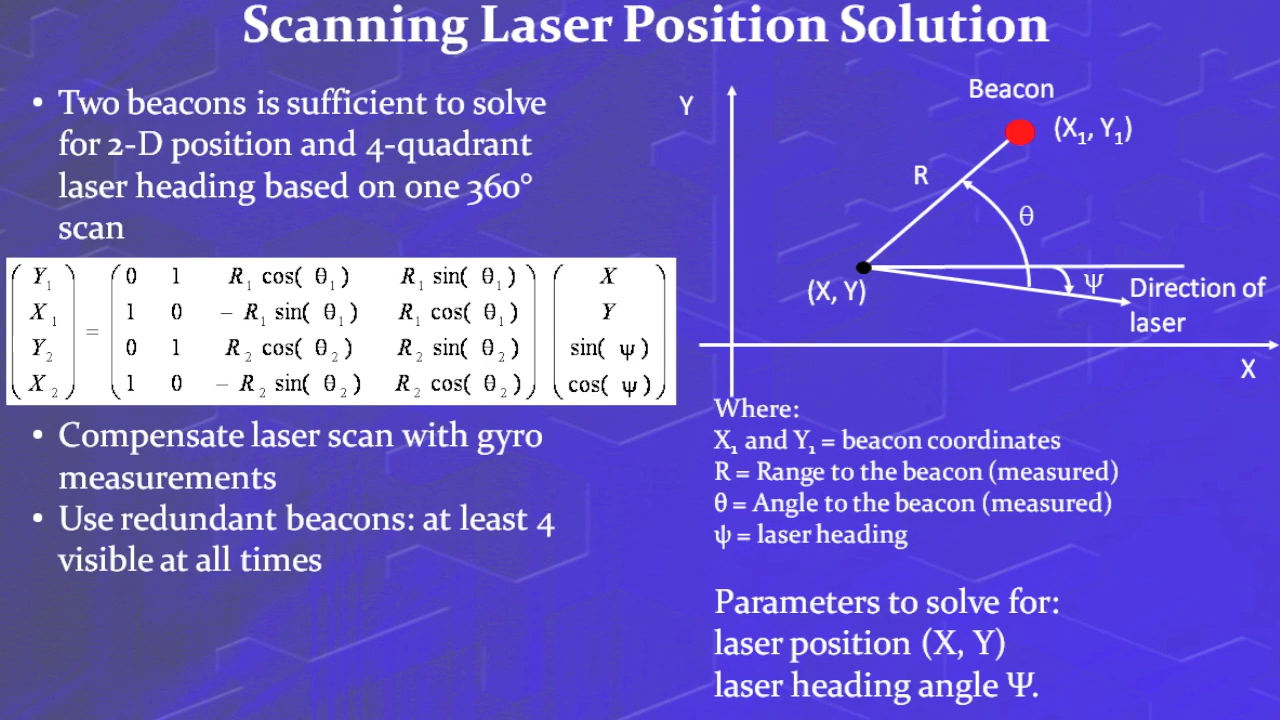 Scanning Laser Position Solution
• Two beacons is sufficient to solve
for 2-D position and 4-quadrant
laser heading based on one 360°
scan
( Y₁ ) ( 0 1 R₁ cos( θ₁ ) R₁ sin( θ₁ ) ) ( X )
( X₁ ) ( 1 0 − R₁ sin( θ₁ ) R₁ cos( θ₁ ) ) ( Y )
=
( Y₂ ) ( 0 1 R₂ cos( θ₂ ) R₂ sin( θ₂ ) ) ( sin( ψ ) )
( X₂ ) ( 1 0 − R₂ sin( θ₂ ) R₂ cos( θ₂ ) ) ( cos( ψ ) )
• Compensate laser scan with gyro
measurements
• Use redundant beacons: at least 4
visible at all times
Y
Beacon
(X₁, Y₁)
R
θ
(X, Y)
Ψ
Direction of
laser
X
Where:
X₁ and Y₁ = beacon coordinates
R = Range to the beacon (measured)
θ = Angle to the beacon (measured)
ψ = laser heading
Parameters to solve for:
laser position (X, Y)
laser heading angle Ψ.